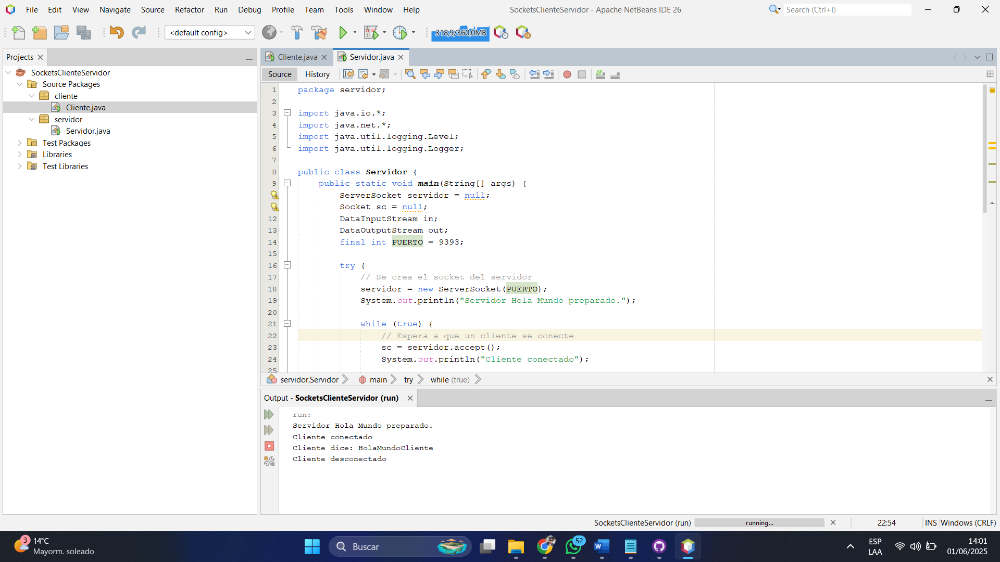 File Edit View Navigate Source Refactor Run Debug Profile Team Tools Window Help
SocketsClienteServidor - Apache NetBeans IDE 26
Search (Ctrl+I)
<default config>
318,9/360,0MB
Projects
SocketsClienteServidor
Source Packages
cliente
Cliente.java
servidor
Servidor.java
Test Packages
Libraries
Test Libraries
Cliente.java Servidor.java
Source History
1 package servidor;
2
3 import java.io.*;
4 import java.net.*;
5 import java.util.logging.Level;
6 import java.util.logging.Logger;
7
8 public class Servidor {
9 public static void main(String[] args) {
ServerSocket servidor = null;
Socket sc = null;
12 DataInputStream in;
13 DataOutputStream out;
14 final int PUERTO = 9393;
15
16 try {
17 // Se crea el socket del servidor
18 servidor = new ServerSocket(PUERTO);
19 System.out.println("Servidor Hola Mundo preparado.");
20
21 while (true) {
22 // Espera a que un cliente se conecte
23 sc = servidor.accept();
24 System.out.println("Cliente conectado");
25
servidor.Servidor main try while (true)
Output - SocketsClienteServidor (run)
run:
Servidor Hola Mundo preparado.
Cliente conectado
Cliente dice: HolaMundoCliente
Cliente desconectado
SocketsClienteServidor (run) running... 22:54 INS Windows (CRLF)
3
14°C
Mayorm. soleado
Buscar
52
ESP
LAA
14:01
01/06/2025